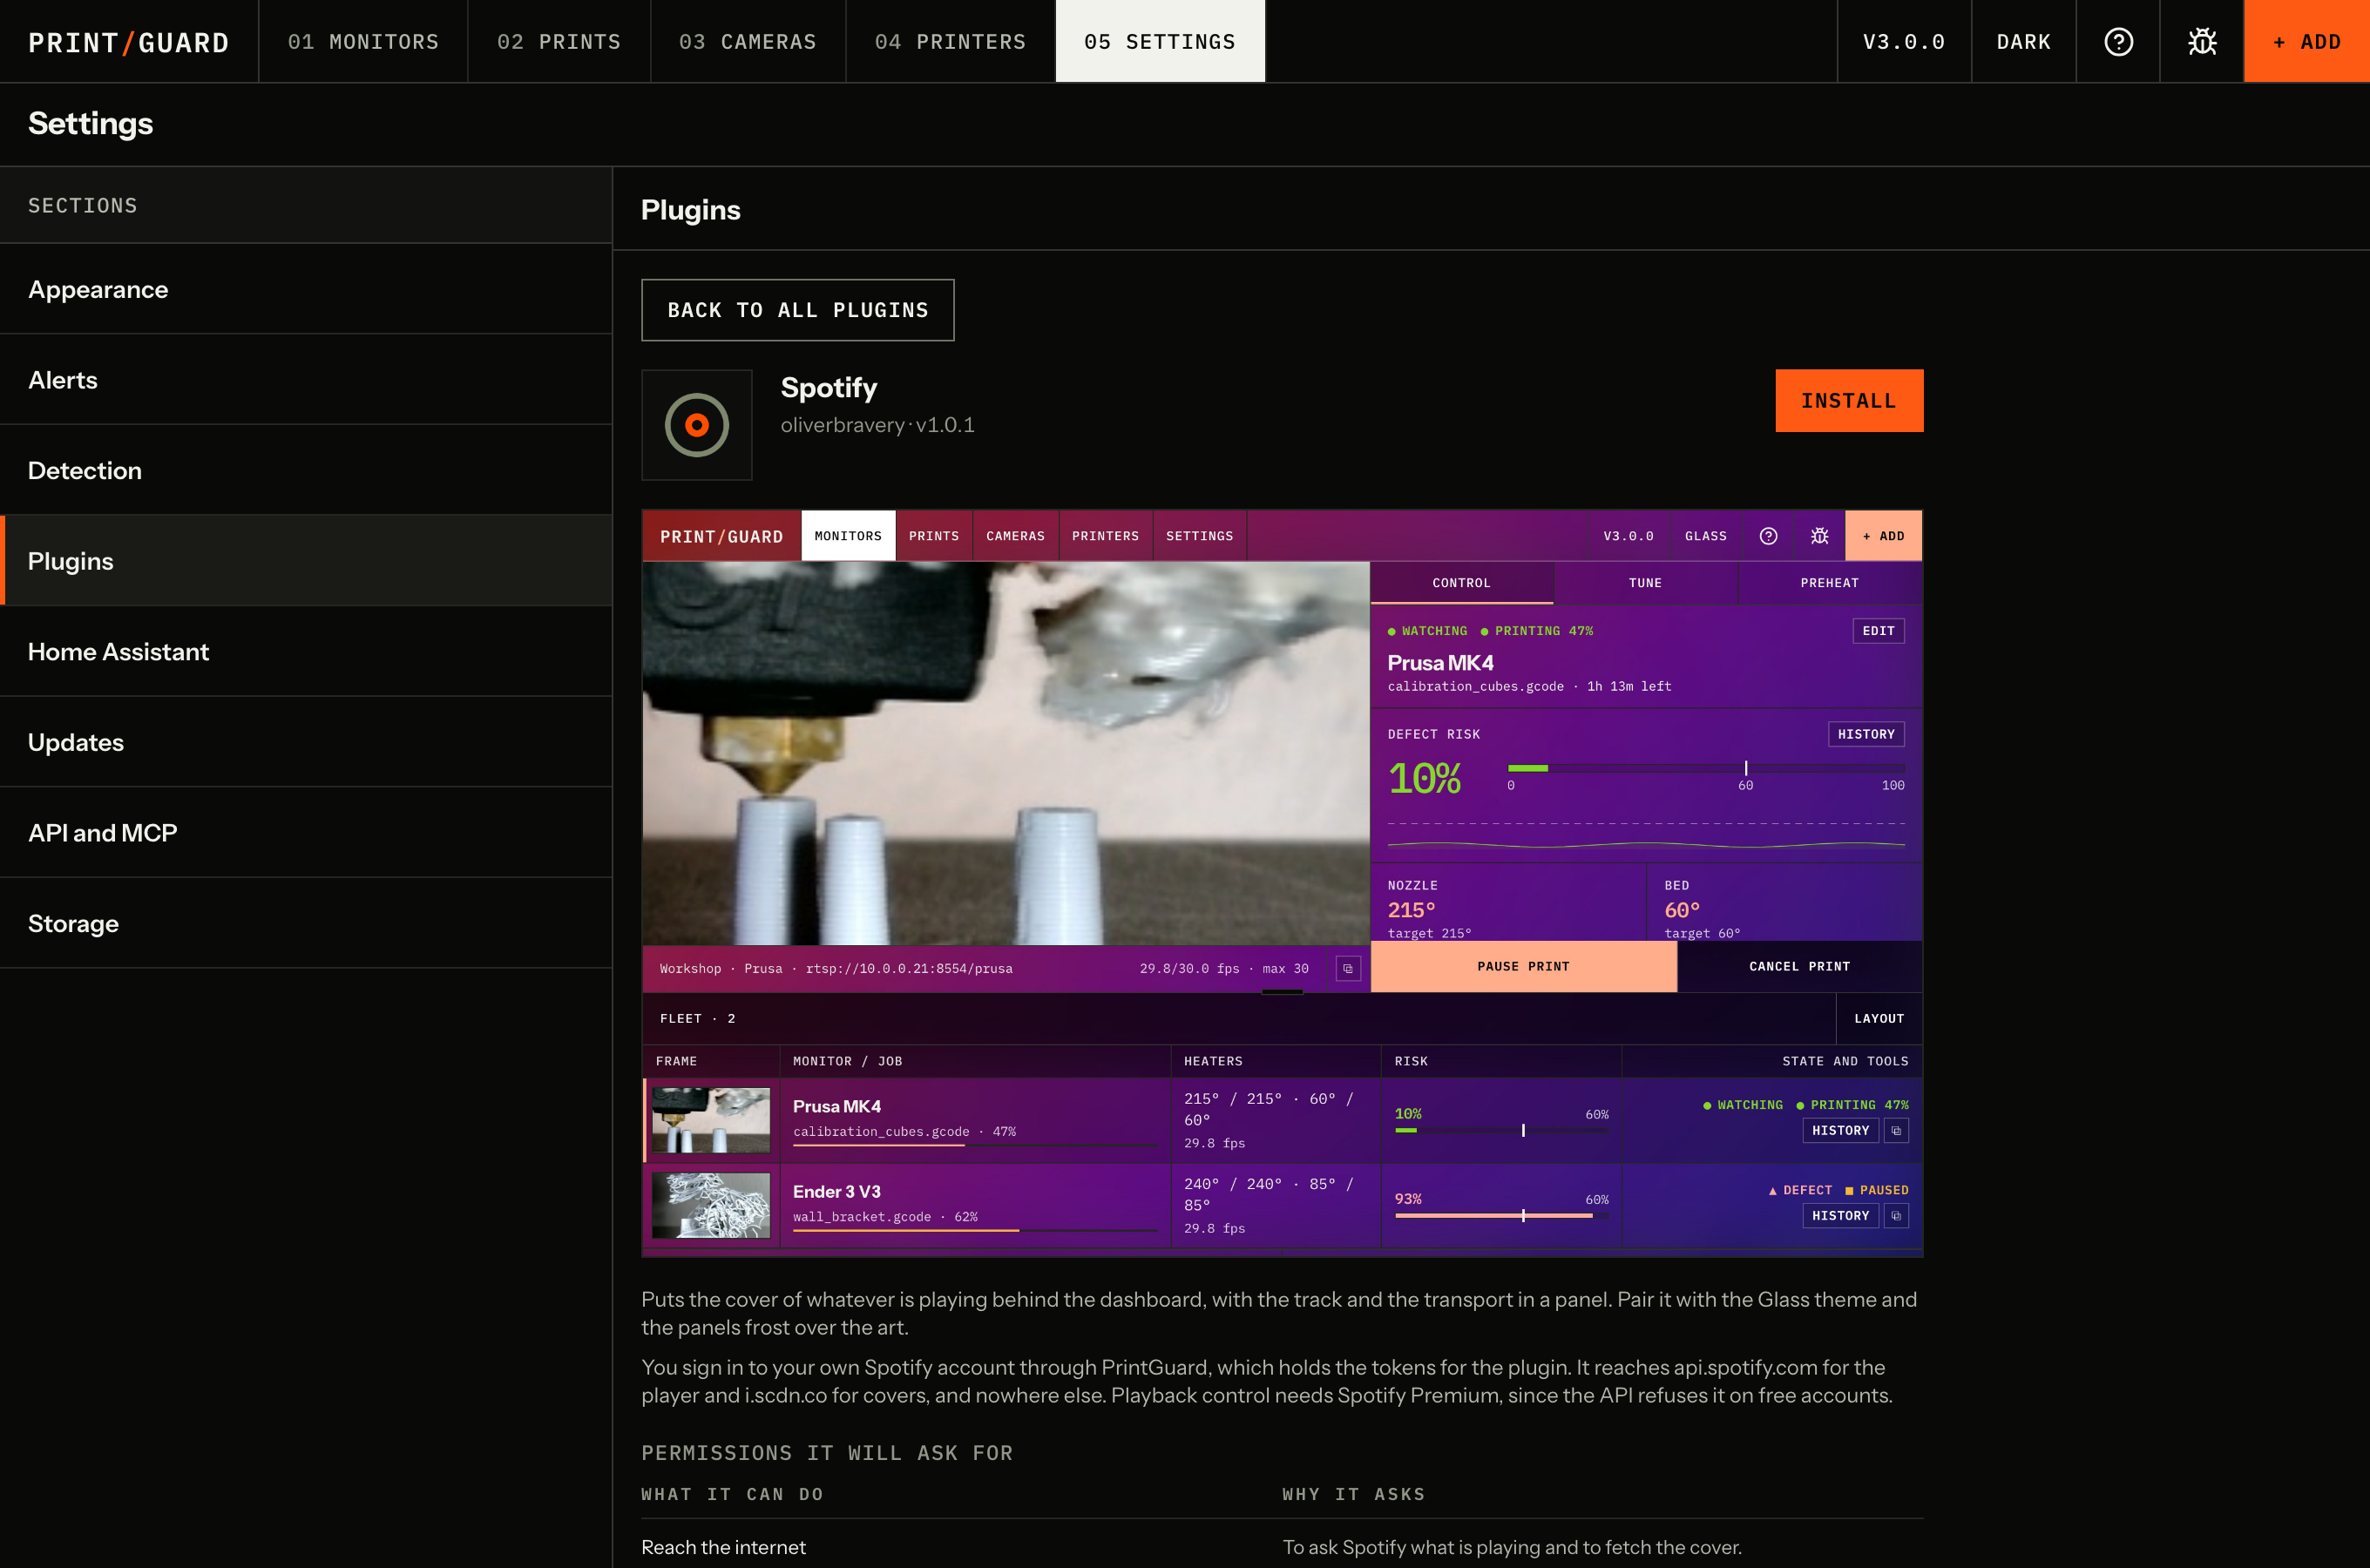 PRINT/GUARD 01 MONITORS 02 PRINTS 03 CAMERAS 04 PRINTERS 05 SETTINGS V3.0.0 DARK + ADD
Settings
SECTIONS
Appearance
Alerts
Detection
Plugins
Home Assistant
Updates
API and MCP
Storage
Plugins
BACK TO ALL PLUGINS
Spotify
oliverbravery · v1.0.1
INSTALL
PRINT/GUARD MONITORS PRINTS CAMERAS PRINTERS SETTINGS V3.0.0 GLASS + ADD
CONTROL TUNE PREHEAT
WATCHING PRINTING 47% EDIT
Prusa MK4
calibration_cubes.gcode · 1h 13m left
DEFECT RISK HISTORY
10%
0 60 100
NOZZLE BED
215° 60°
target 215° target 60°
PAUSE PRINT CANCEL PRINT
Workshop · Prusa · rtsp://10.0.0.21:8554/prusa 29.8/30.0 fps · max 30
FLEET · 2 LAYOUT
FRAME MONITOR / JOB HEATERS RISK STATE AND TOOLS
Prusa MK4
calibration_cubes.gcode · 47%
215° / 215° · 60° /
60°
29.8 fps
10% 60%
WATCHING PRINTING 47%
HISTORY
Ender 3 V3
wall_bracket.gcode · 62%
240° / 240° · 85° /
85°
29.8 fps
93% 60%
DEFECT PAUSED
HISTORY
Puts the cover of whatever is playing behind the dashboard, with the track and the transport in a panel. Pair it with the Glass theme and
the panels frost over the art.
You sign in to your own Spotify account through PrintGuard, which holds the tokens for the plugin. It reaches api.spotify.com for the
player and i.scdn.co for covers, and nowhere else. Playback control needs Spotify Premium, since the API refuses it on free accounts.
PERMISSIONS IT WILL ASK FOR
WHAT IT CAN DO WHY IT ASKS
Reach the internet To ask Spotify what is playing and to fetch the cover.